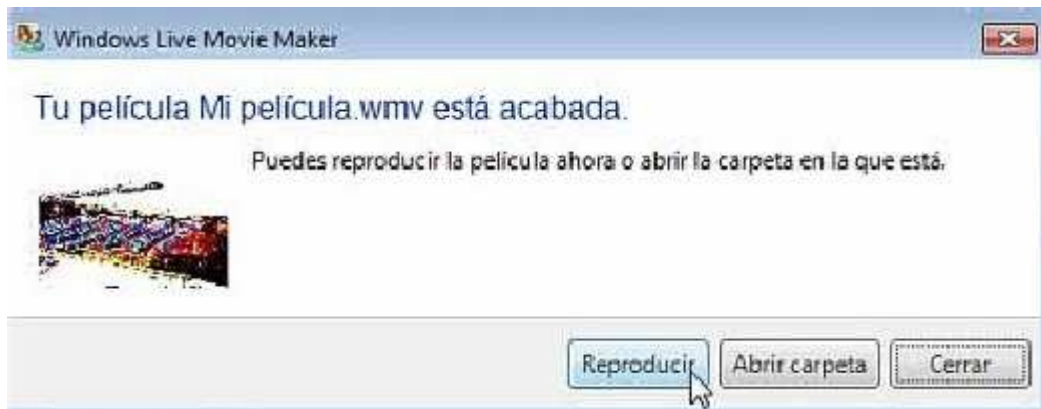 Windows Live Movie Maker
Tu película Mi película.wmv está acabada.
Puedes reproducir la película ahora o abrir la carpeta en la que está.
Reproducir
Abrir carpeta
Cerrar